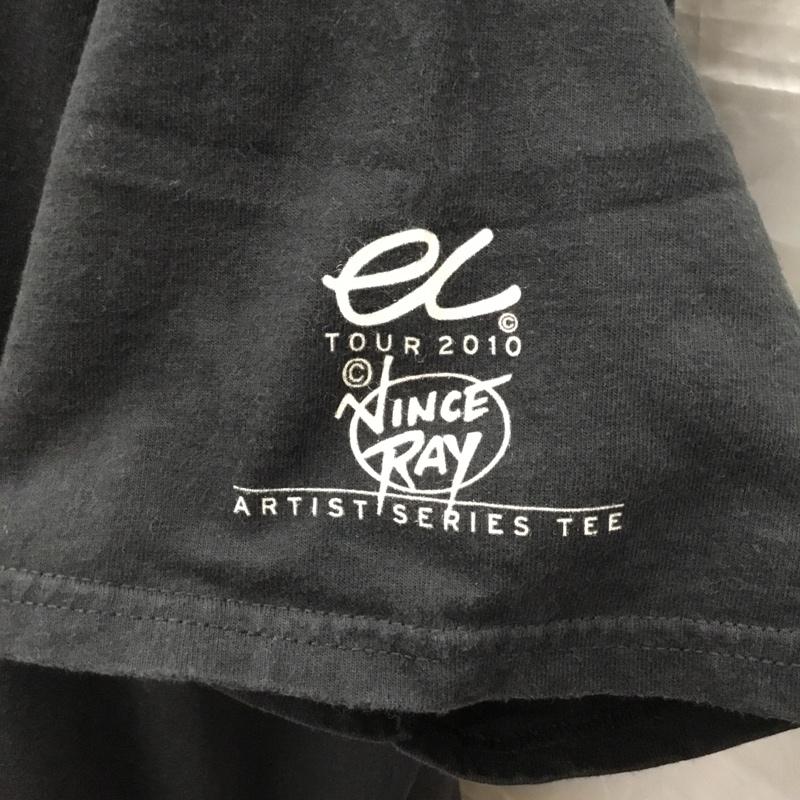 ec
©
TOUR 2010
©
VINCE
RAY
ARTIST SERIES TEE